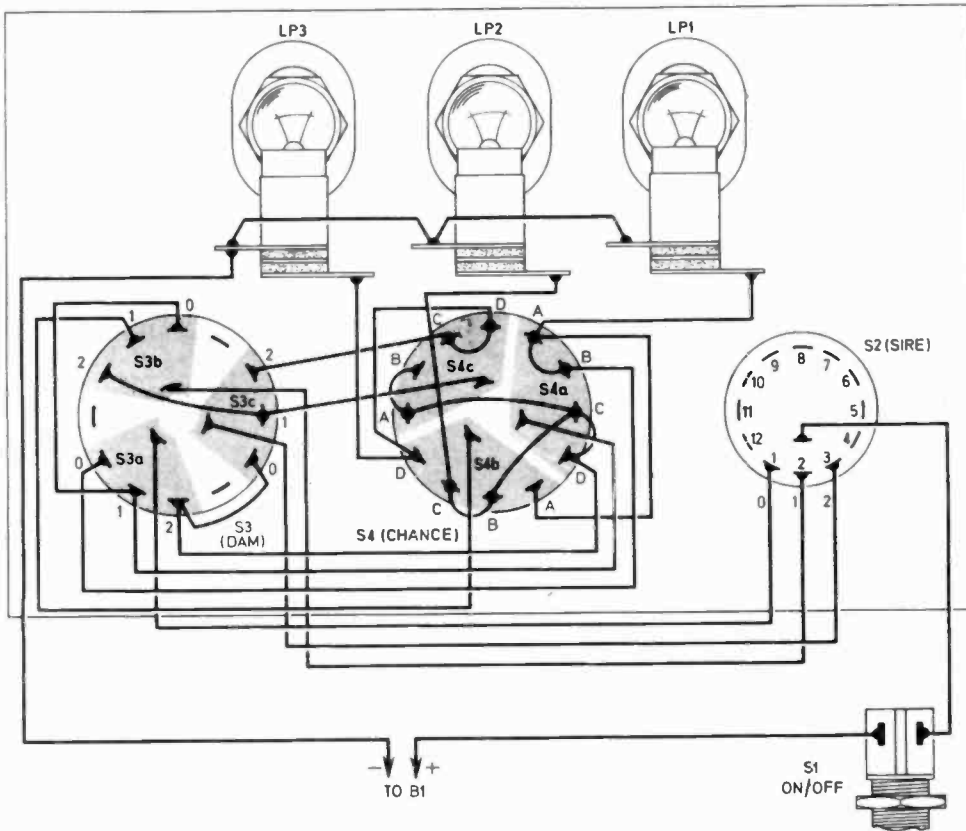 LP3 LP2 LP1
0 1 2 S3b 2 S3c 1 0 S3a 0 1 2
S3
(DAM)
C D A B S4c B S4a A C D S4b D C B A
S4 (CHANCE)
S2 (SIRE)
8 9 7 10 6 11 5 12 4 1 2 3
0 1 2
- +
TO B1
S1
ON/OFF